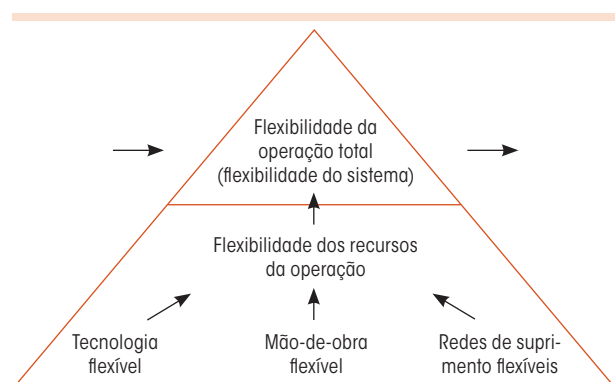 Flexibilidade da
operação total
(flexibilidade do sistema)
Flexibilidade dos recursos
da operação
Tecnologia
flexível
Mão-de-obra
flexível
Redes de supri-
mento flexíveis